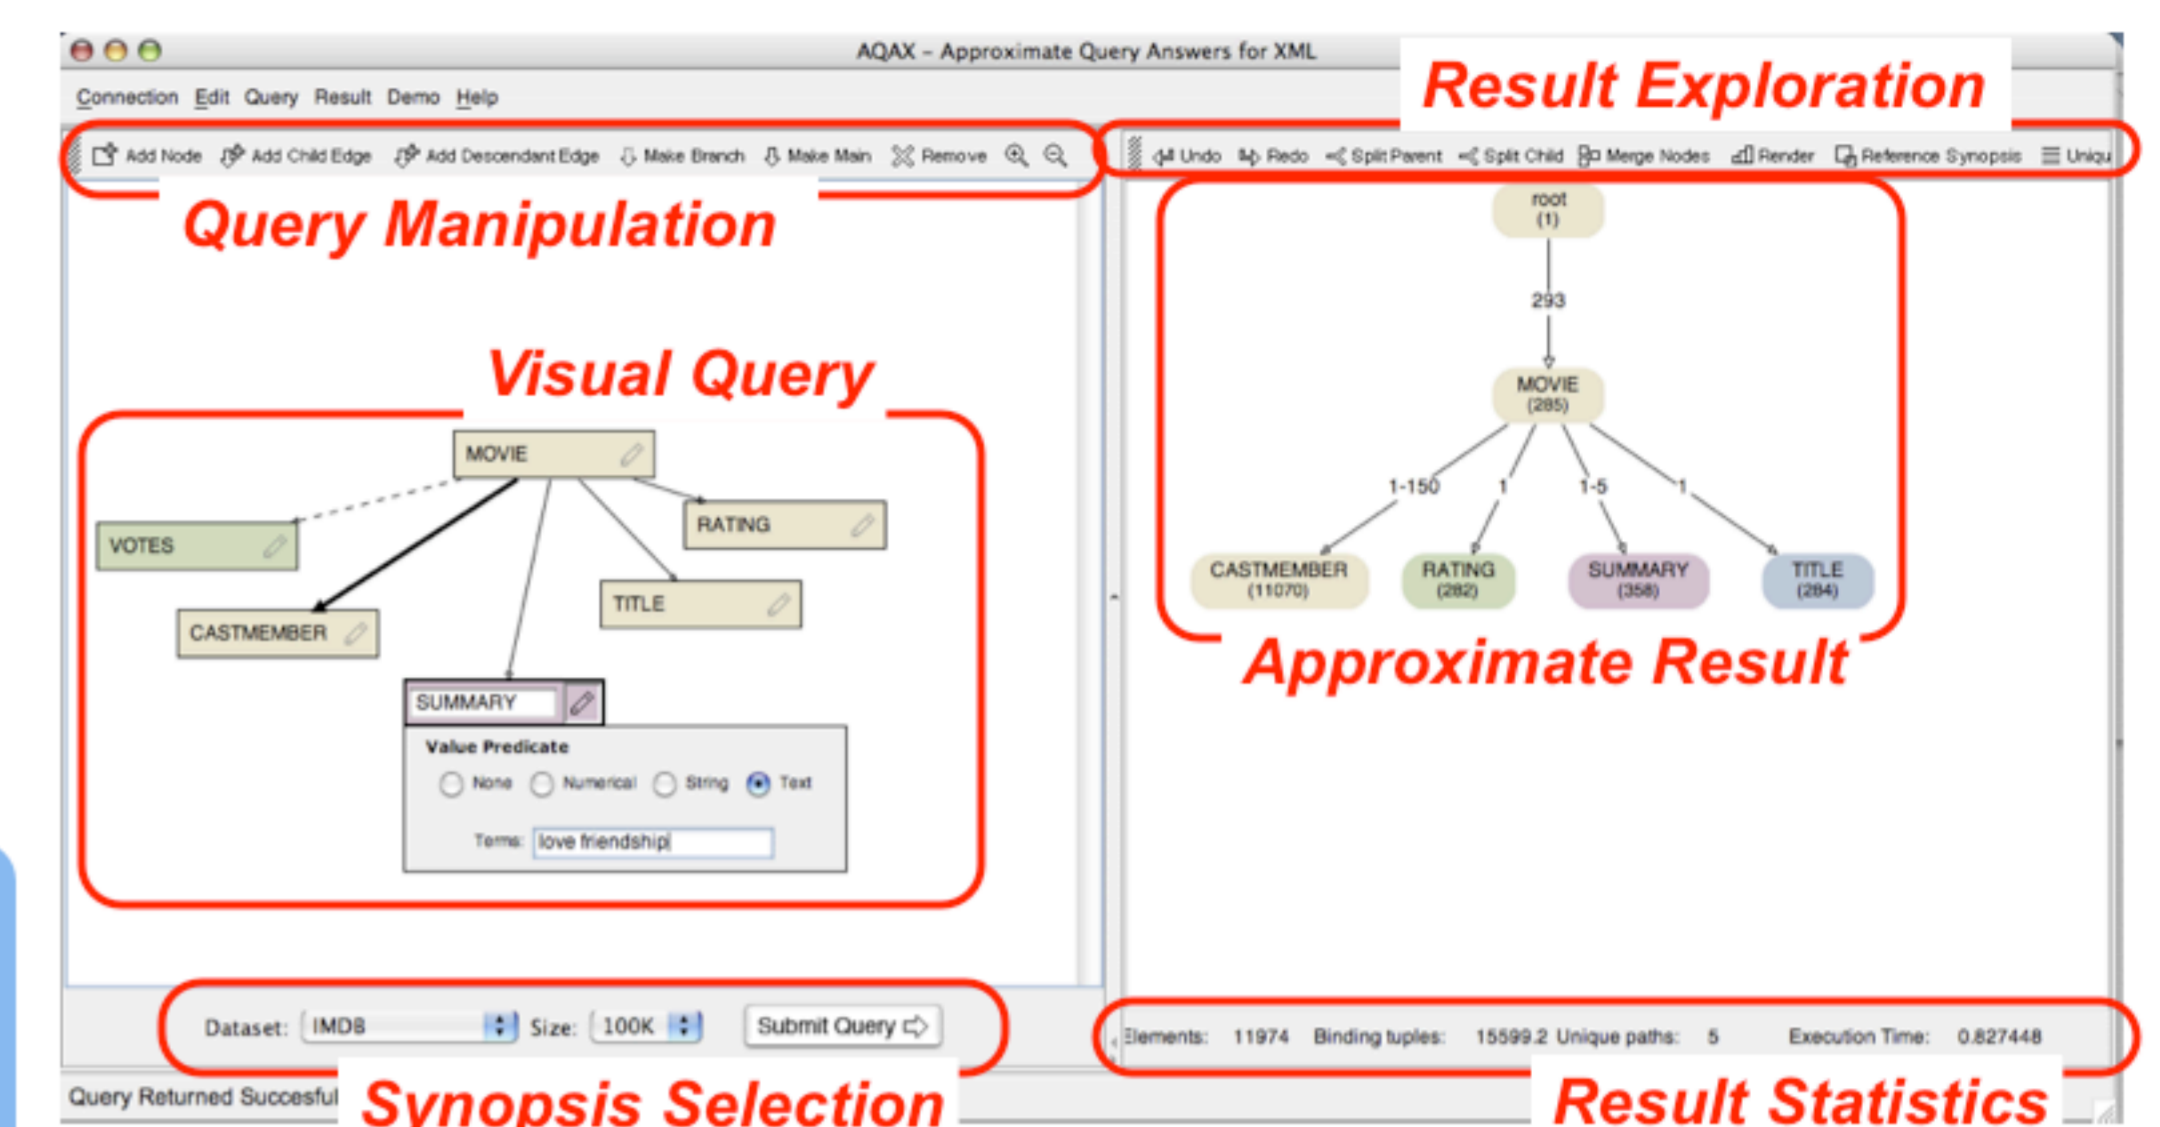 AQAX – Approximate Query Answers for XML
Connection Edit Query Result Demo Help
Result Exploration
Add Node Add Child Edge Add Descendant Edge Make Branch Make Main Remove
Undo Redo Split Parent Split Child Merge Nodes Render Reference Synopsis Uniqu
Query Manipulation
Visual Query
MOVIE
VOTES
RATING
CASTMEMBER
TITLE
SUMMARY
Value Predicate
None Numerical String Text
Terms: love friendship
root
(1)
293
MOVIE
(285)
1-150 1 1-5 1
CASTMEMBER RATING SUMMARY TITLE
(11070) (282) (358) (284)
Approximate Result
Dataset: IMDB Size: 100K Submit Query
Elements: 11974 Binding tuples: 15599.2 Unique paths: 5 Execution Time: 0.827448
Query Returned Succesful
Synopsis Selection
Result Statistics